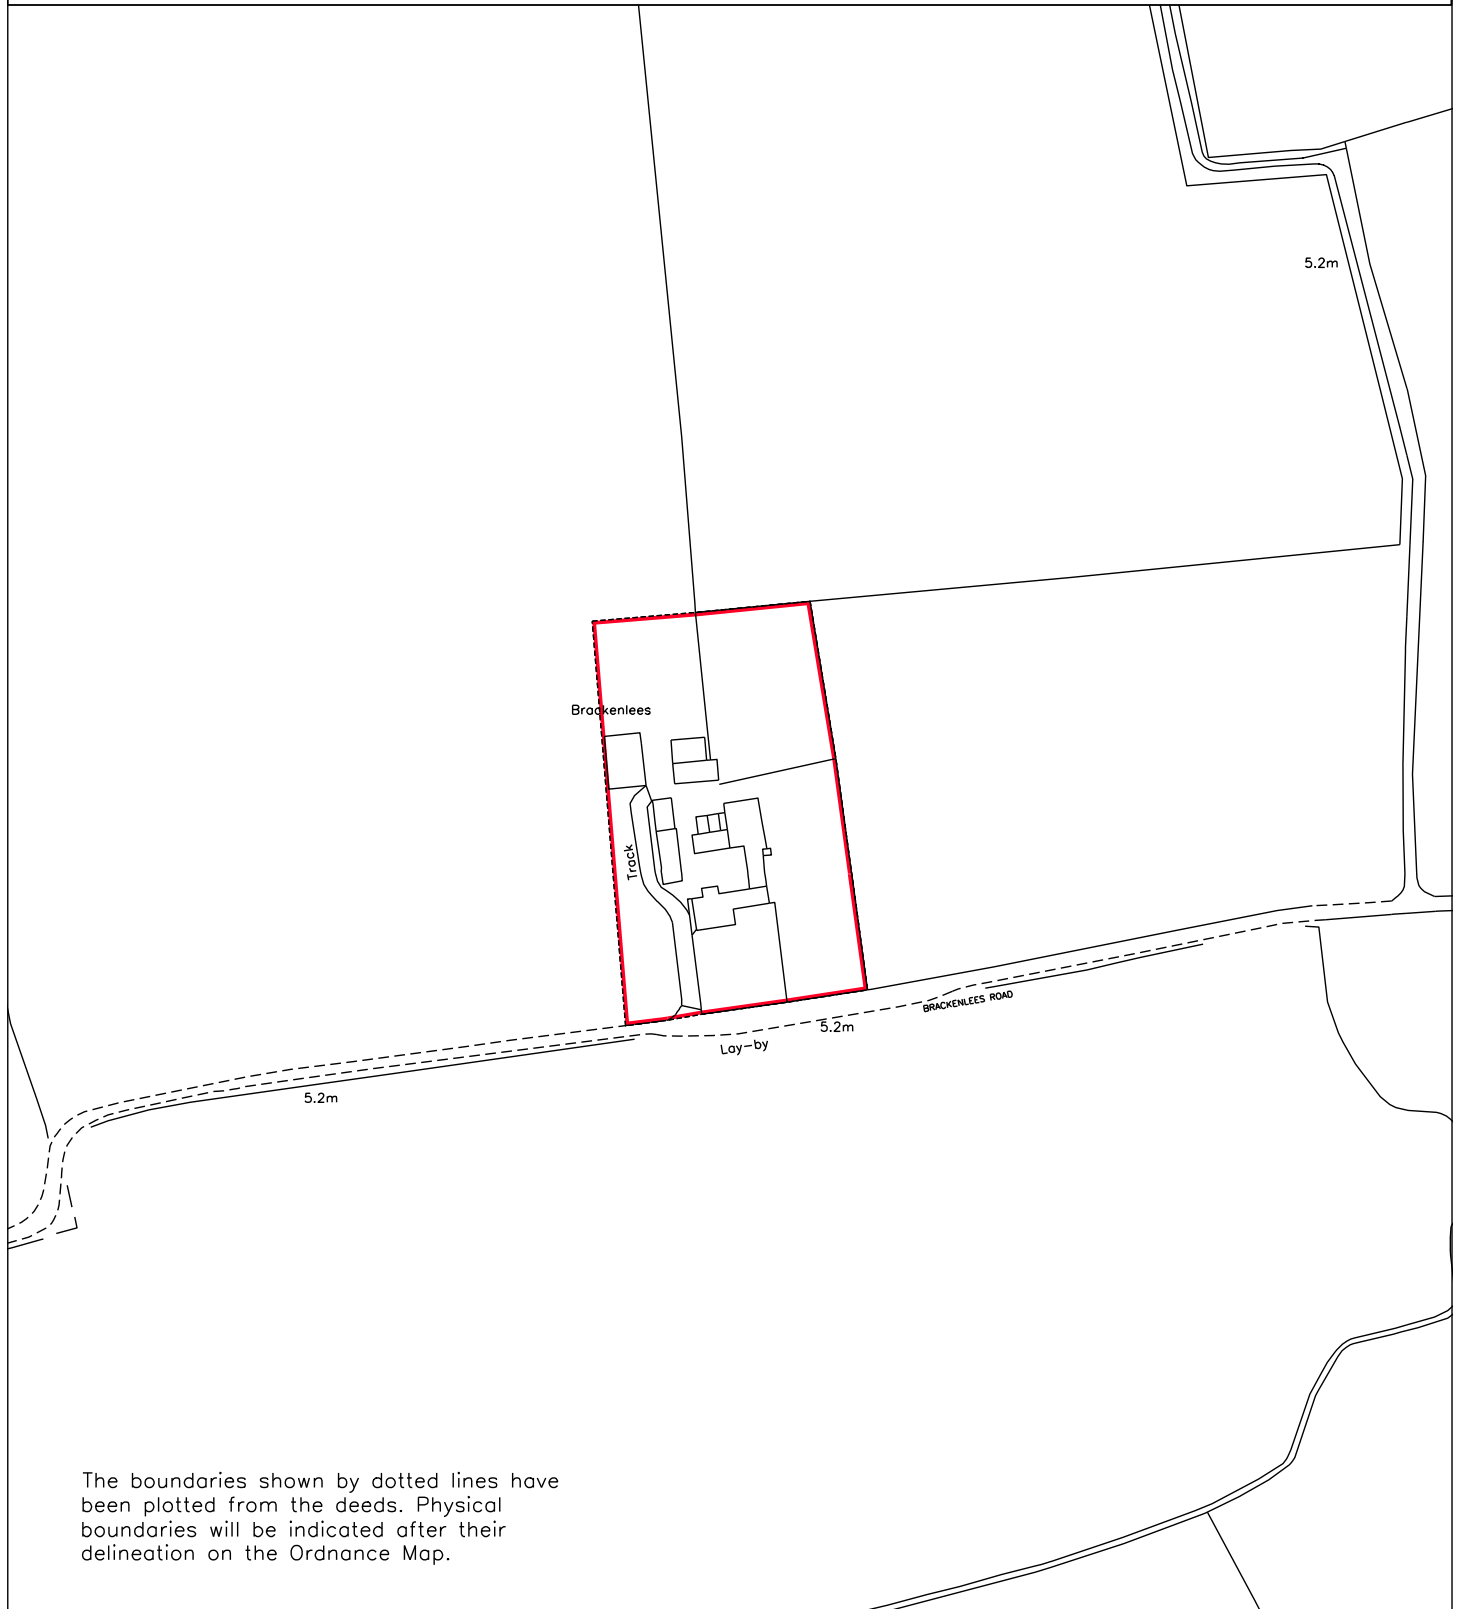 5.2m
Brackenlees
Track
BRACKENLEES ROAD
5.2m
Lay-by
5.2m
The boundaries shown by dotted lines have
been plotted from the deeds. Physical
boundaries will be indicated after their
delineation on the Ordnance Map.